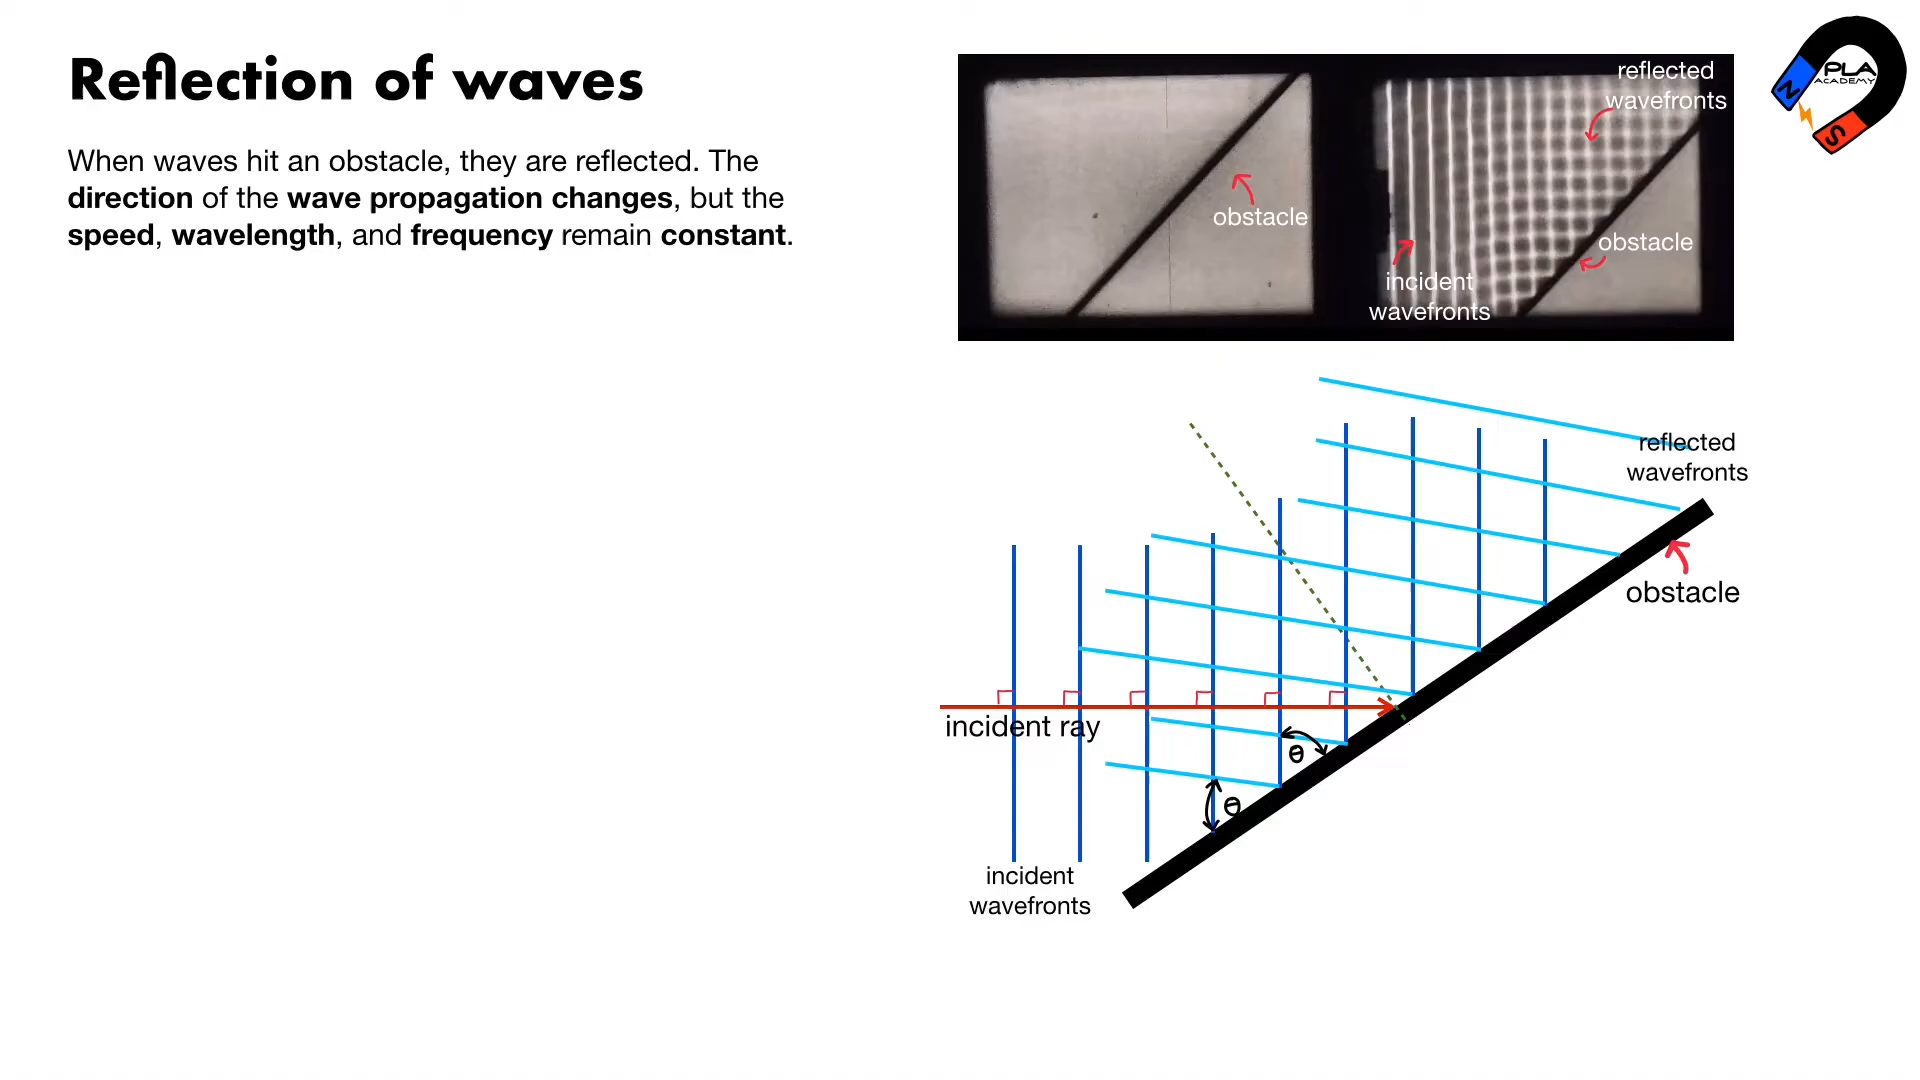 Reflection of waves
When waves hit an obstacle, they are reflected. The
direction of the wave propagation changes, but the
speed, wavelength, and frequency remain constant.
obstacle
reflected
wavefronts
obstacle
incident
wavefronts
N
PLA
ACADEMY
S
reflected
wavefronts
obstacle
incident ray
θ
θ
incident
wavefronts